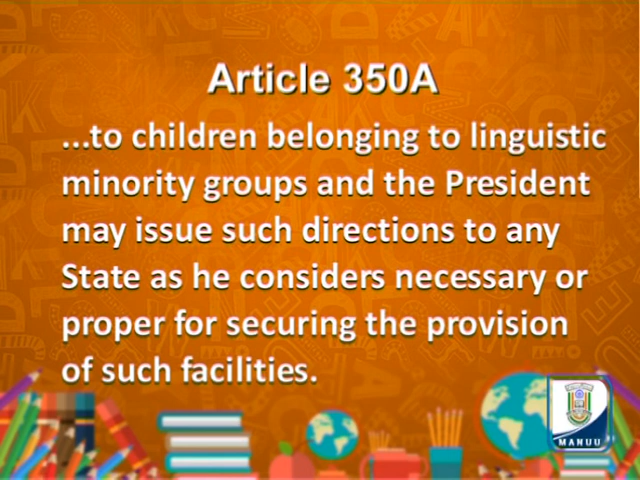 Article 350A
...to children belonging to linguistic
minority groups and the President
may issue such directions to any
State as he considers necessary or
proper for securing the provision
of such facilities.
MANUU